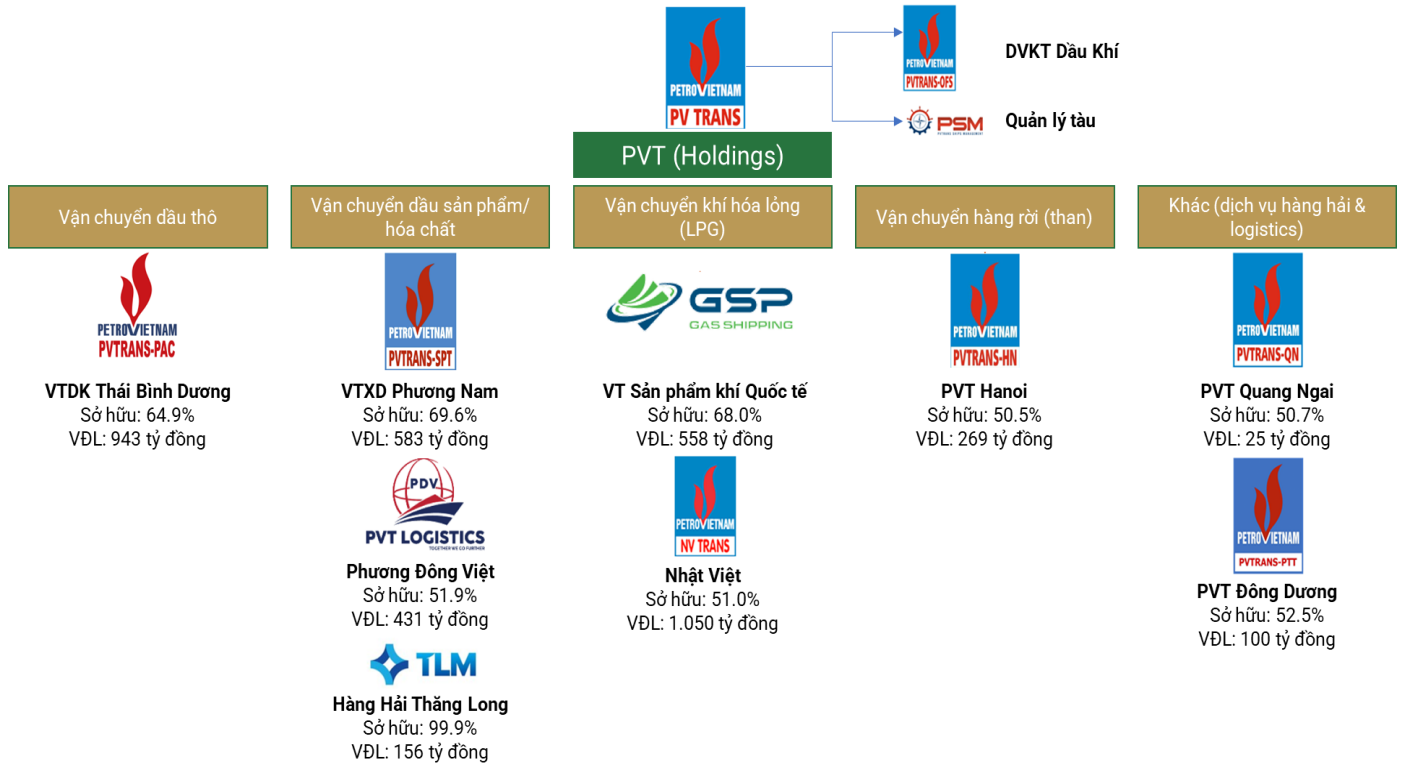 PETROVIETNAM
PV TRANS
PETROVIETNAM
PVTRANS-OFS
DVKT Dầu Khí
PSM
Quản lý tàu
PVT (Holdings)
Vận chuyển dầu thô
Vận chuyển dầu sản phẩm/
hóa chất
Vận chuyển khí hóa lỏng
(LPG)
Vận chuyển hàng rời (than)
Khác (dịch vụ hàng hải &
logistics)
PETROVIETNAM
PVTRANS-PAC
VTDK Thái Bình Dương
Sở hữu: 64.9%
VĐL: 943 tỷ đồng
PETROVIETNAM
PVTRANS-SPT
VTXD Phương Nam
Sở hữu: 69.6%
VĐL: 583 tỷ đồng
PDV
PVT LOGISTICS
TOGETHER WE GO FURTHER
Phương Đông Việt
Sở hữu: 51.9%
VĐL: 431 tỷ đồng
TLM
Hàng Hải Thăng Long
Sở hữu: 99.9%
VĐL: 156 tỷ đồng
GSP
GAS SHIPPING
VT Sản phẩm khí Quốc tế
Sở hữu: 68.0%
VĐL: 558 tỷ đồng
PETROVIETNAM
NV TRANS
Nhật Việt
Sở hữu: 51.0%
VĐL: 1.050 tỷ đồng
PETROVIETNAM
PVTRANS-HN
PVT Hanoi
Sở hữu: 50.5%
VĐL: 269 tỷ đồng
PETROVIETNAM
PVTRANS-QN
PVT Quang Ngai
Sở hữu: 50.7%
VĐL: 25 tỷ đồng
PETROVIETNAM
PVTRANS-PTT
PVT Đông Dương
Sở hữu: 52.5%
VĐL: 100 tỷ đồng